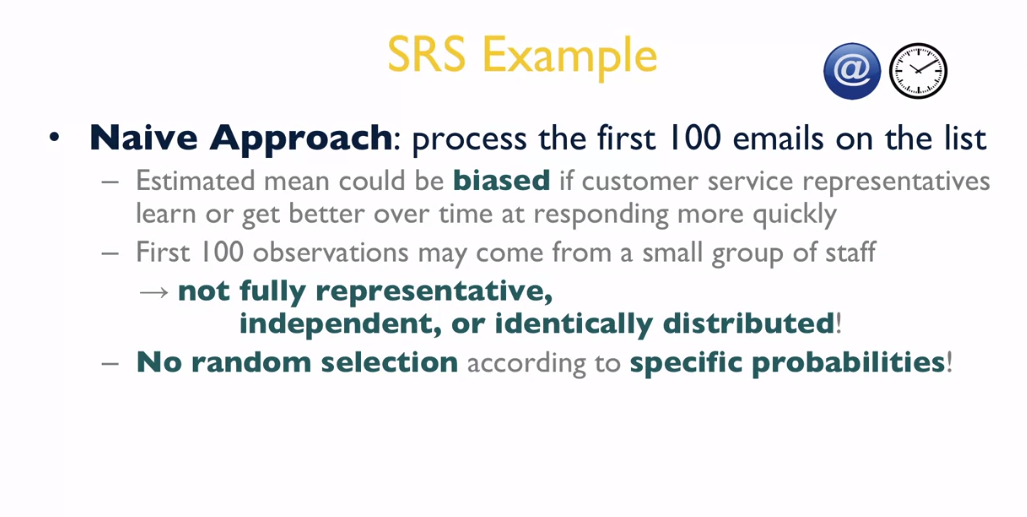 SRS Example
@
• Naive Approach: process the first 100 emails on the list
– Estimated mean could be biased if customer service representatives
learn or get better over time at responding more quickly
– First 100 observations may come from a small group of staff
→ not fully representative,
independent, or identically distributed!
– No random selection according to specific probabilities!